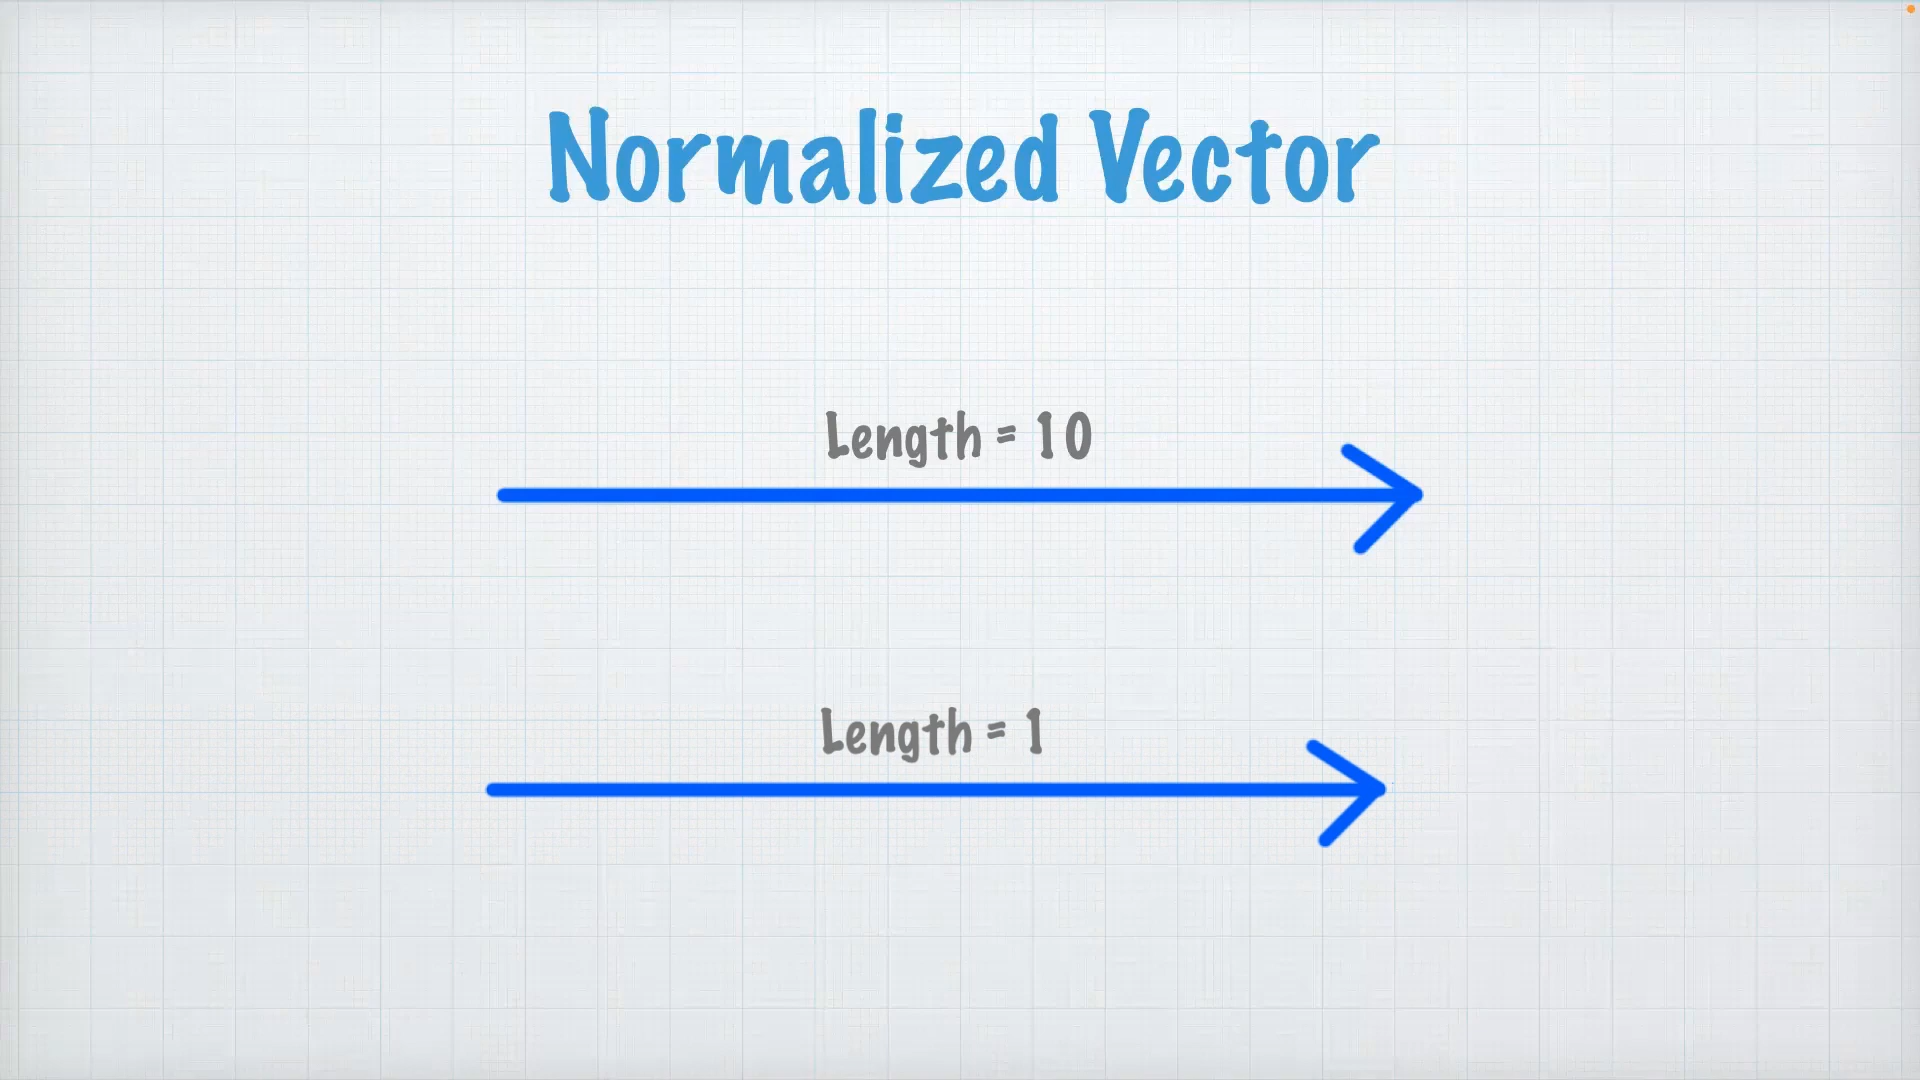 Normalized Vector
Length = 10
Length = 1